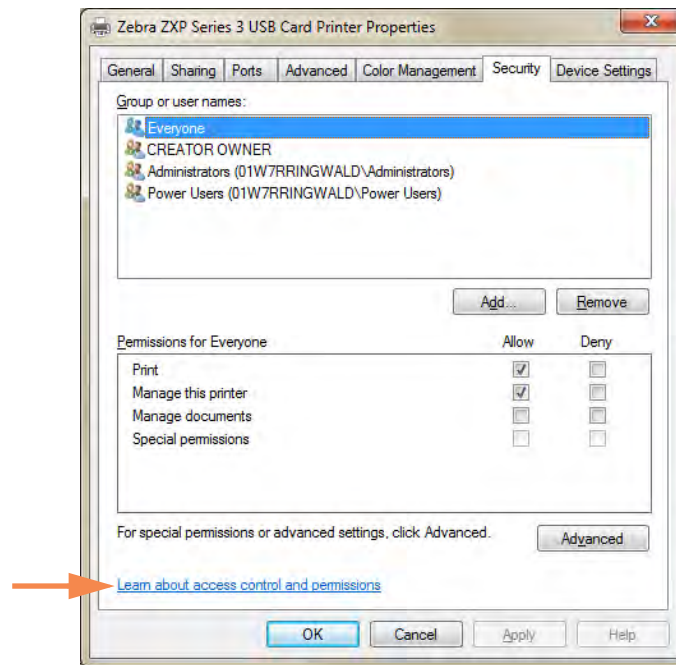 Zebra ZXP Series 3 USB Card Printer Properties
General Sharing Ports Advanced Color Management Security Device Settings
Group or user names:
Everyone
CREATOR OWNER
Administrators (01W7RRINGWALD\Administrators)
Power Users (01W7RRINGWALD\Power Users)
Add... Remove
Permissions for Everyone Allow Deny
Print
Manage this printer
Manage documents
Special permissions
For special permissions or advanced settings, click Advanced. Advanced
Learn about access control and permissions
OK Cancel Apply Help